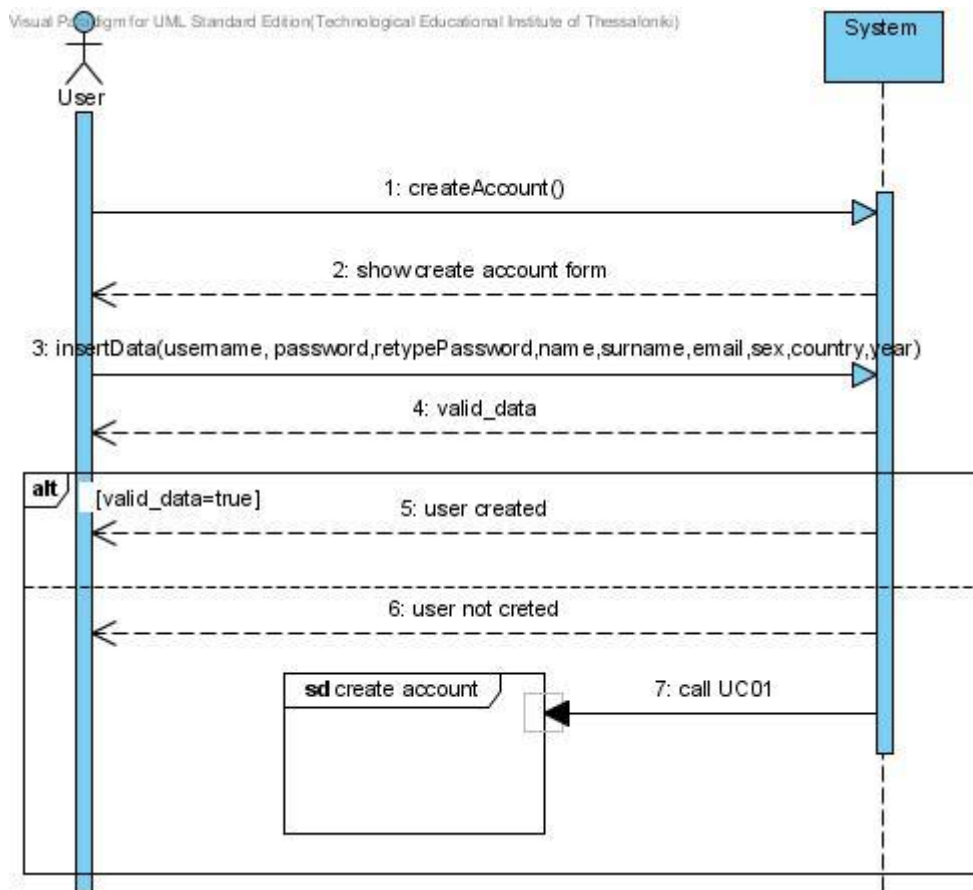 Visual Paradigm for UML Standard Edition(Technological Educational Institute of Thessaloniki)
System
User
1: createAccount()
2: show create account form
3: insertData(username, password,retypePassword,name,surname,email,sex,country,year)
4: valid_data
alt
[valid_data=true]
5: user created
6: user not creted
sd create account
7: call UC01